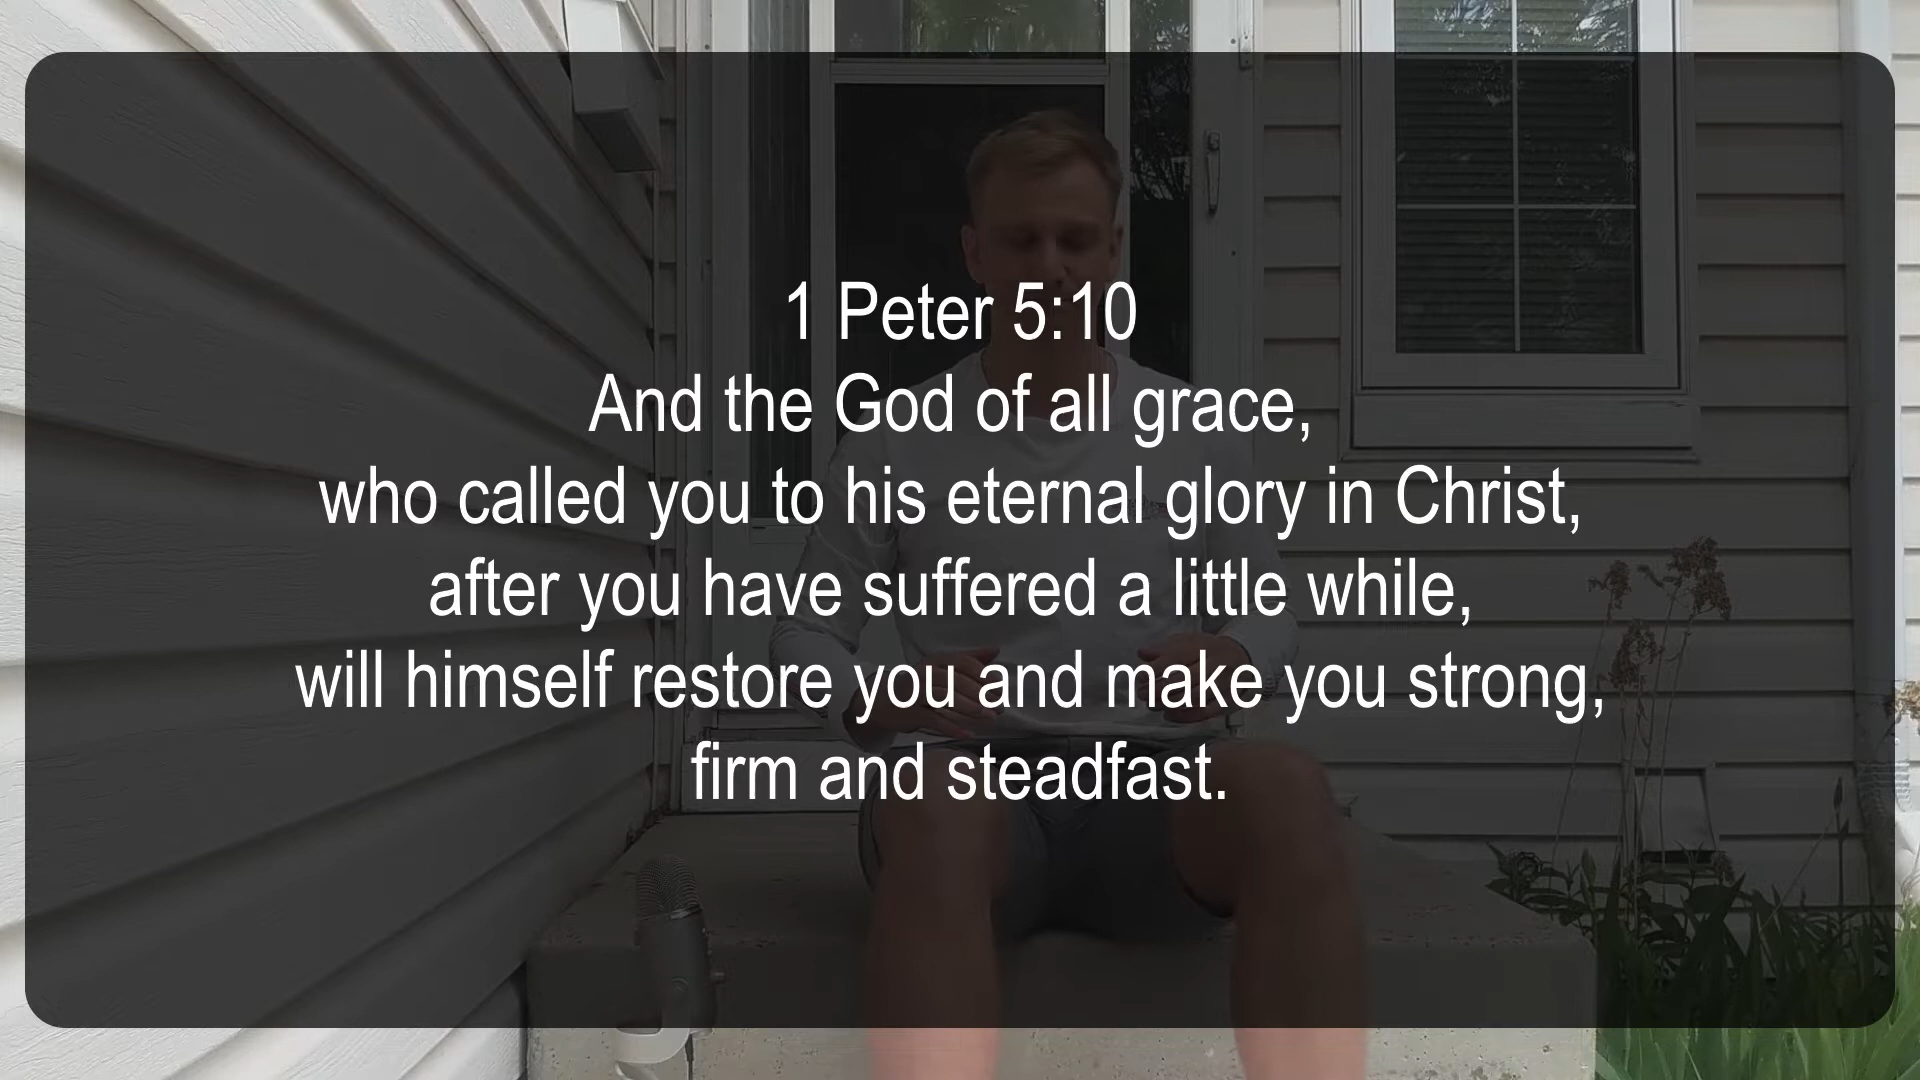 1 Peter 5:10
And the God of all grace,
who called you to his eternal glory in Christ,
after you have suffered a little while,
will himself restore you and make you strong,
firm and steadfast.